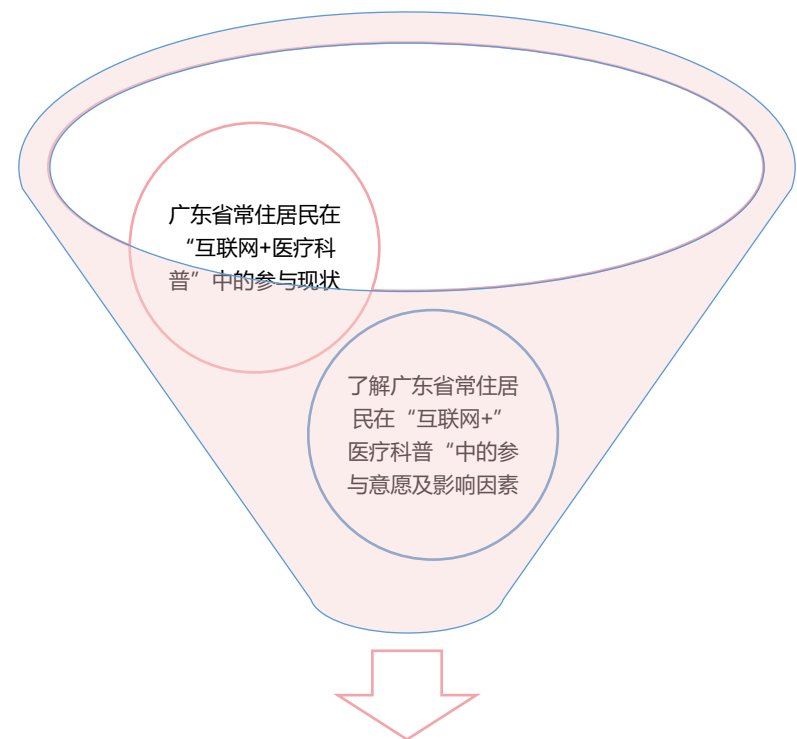 广东省常住居民在
“互联网+医疗科
普”中的参与现状
了解广东省常住居
民在“互联网+”
医疗科普“中的参
与意愿及影响因素